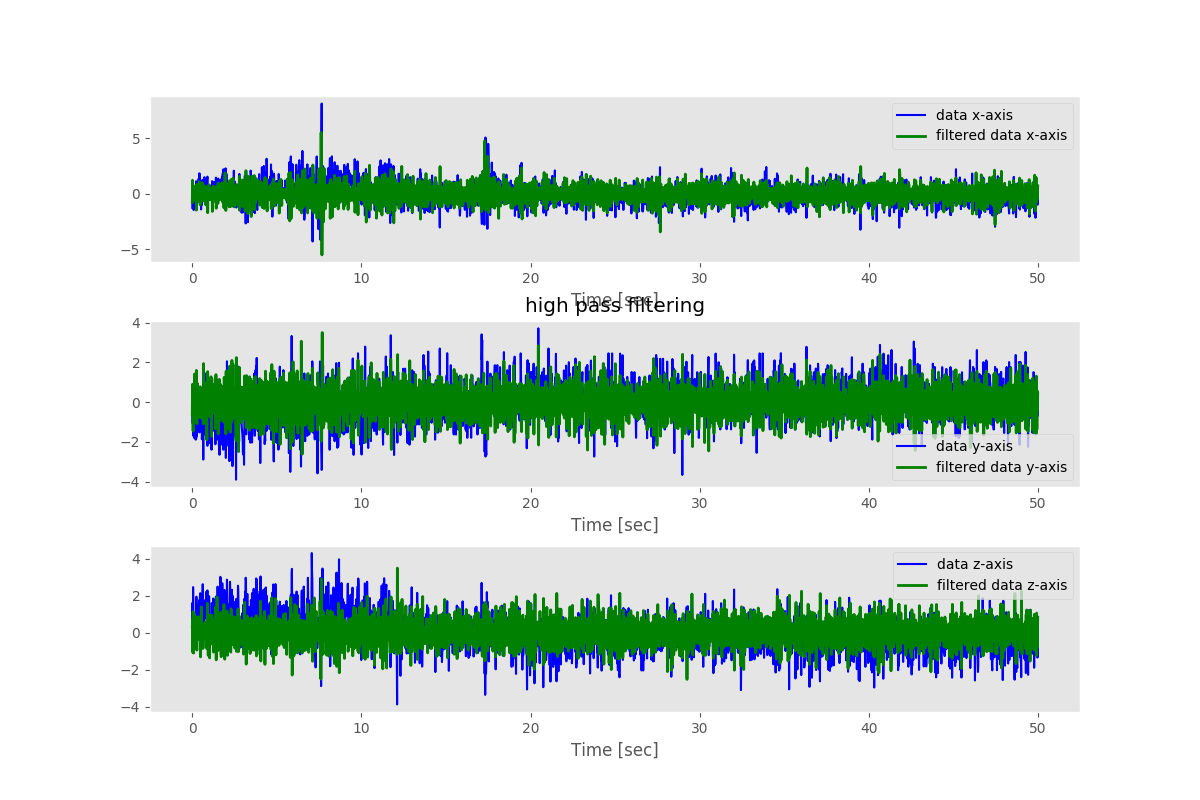 data x-axis
filtered data x-axis
5
0
−5
0 10 20 30 40 50
Time [sec]
high pass filtering
4
2
0
−2
−4
data y-axis
filtered data y-axis
0 10 20 30 40 50
Time [sec]
4
2
0
−2
−4
data z-axis
filtered data z-axis
0 10 20 30 40 50
Time [sec]